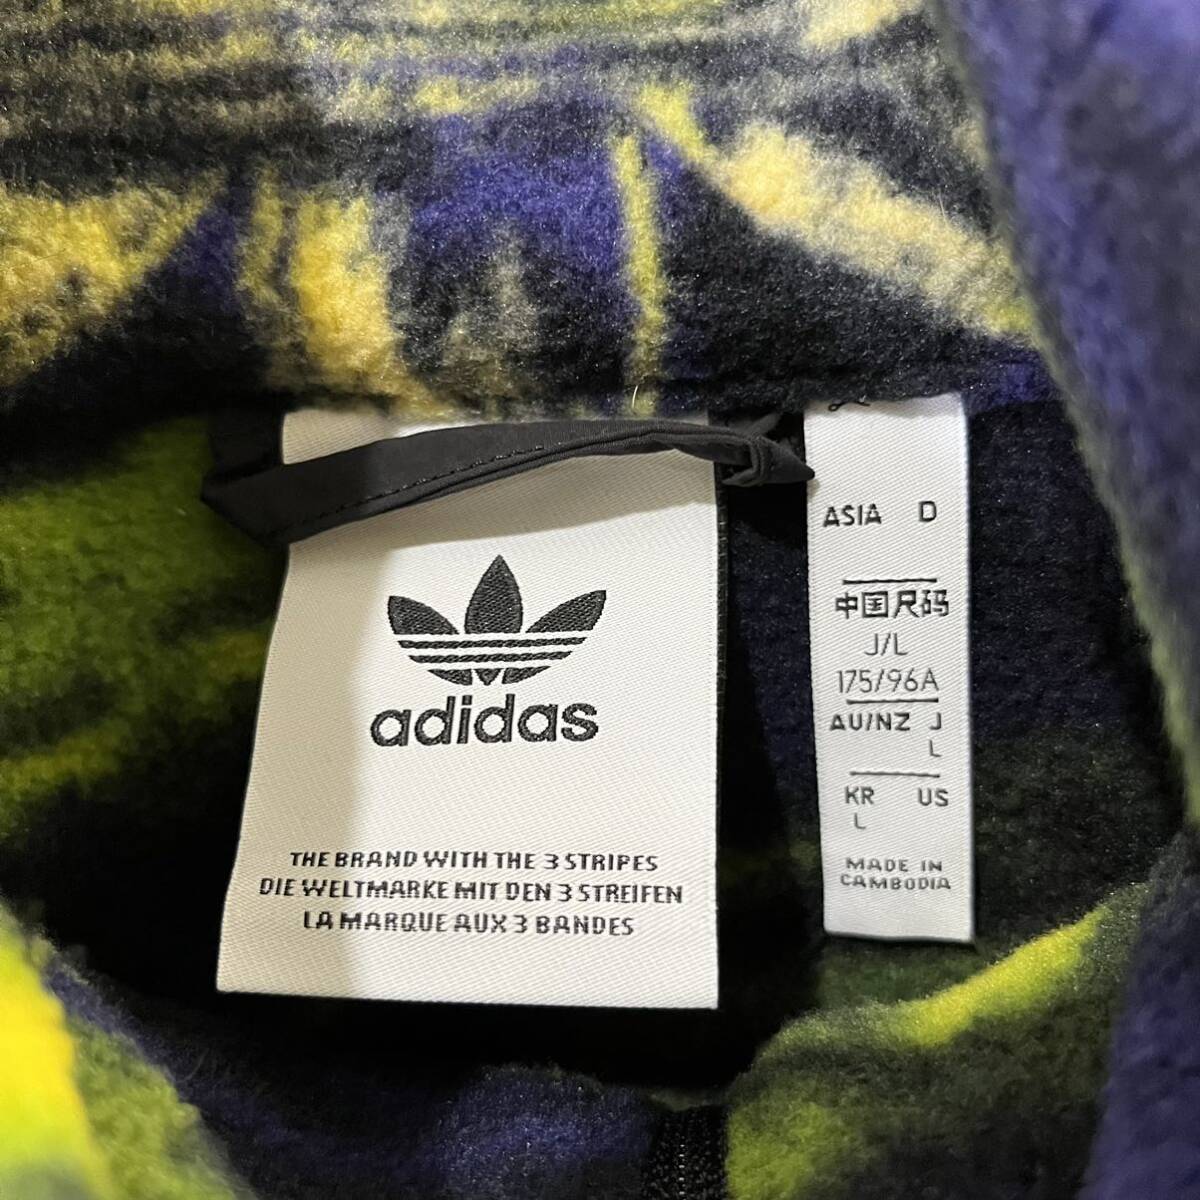 adidas
THE BRAND WITH THE 3 STRIPES
DIE WELTMARKE MIT DEN 3 STREIFEN
LA MARQUE AUX 3 BANDES
ASIA D
中国尺码
J/L
175/96A
AU/NZ J
L
KR US
L
MADE IN
CAMBODIA